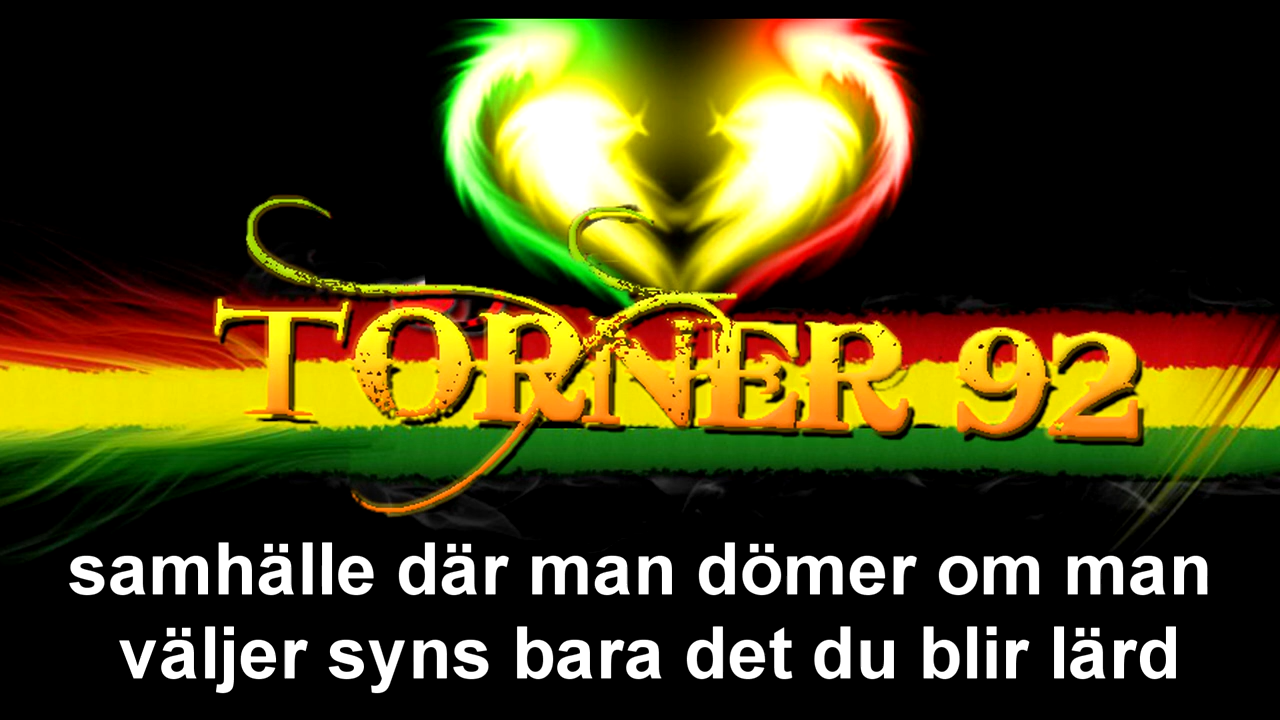 TORNER 92
samhälle där man dömer om man
väljer syns bara det du blir lärd